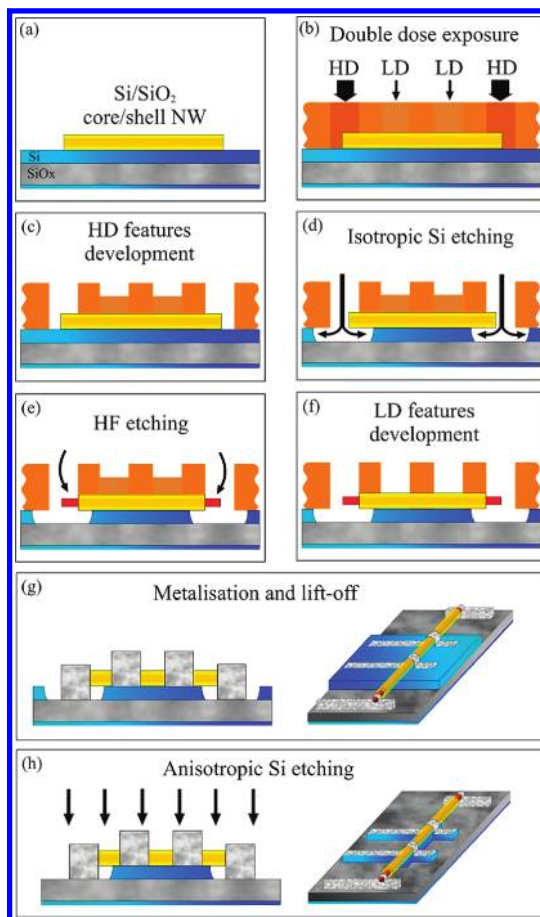 (a)
Si/SiO₂
core/shell NW
Si
SiOx
(b)
Double dose exposure
HD LD LD HD
(c)
HD features
development
(d)
Isotropic Si etching
(e)
HF etching
(f)
LD features
development
(g)
Metalisation and lift-off
(h)
Anisotropic Si etching